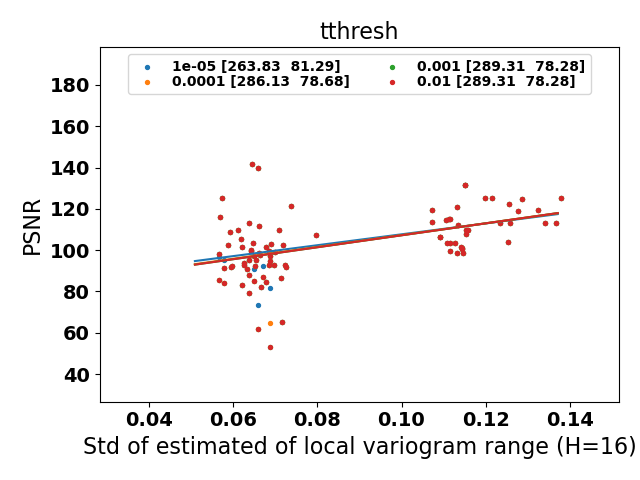 tthresh
1e-05 [263.83  81.29]
0.0001 [286.13  78.68]
0.001 [289.31  78.28]
0.01 [289.31  78.28]
PSNR
180
160
140
120
100
80
60
40
0.04 0.06 0.08 0.10 0.12 0.14
Std of estimated of local variogram range (H=16)